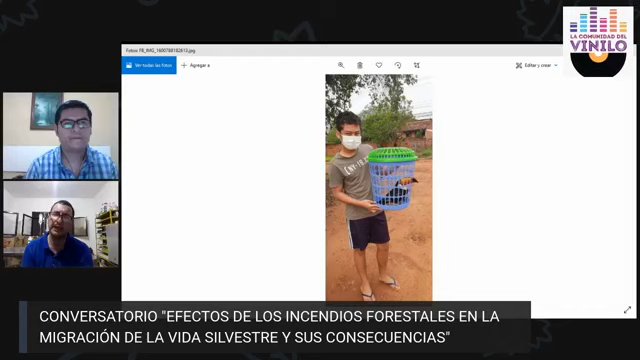 LA COMUNIDAD DEL
VINILO
Fotos: FB_IMG_1600788182813.jpg
Ver todas las fotos
Agregar a
Editar y crear
CONVERSATORIO "EFECTOS DE LOS INCENDIOS FORESTALES EN LA
MIGRACIÓN DE LA VIDA SILVESTRE Y SUS CONSECUENCIAS"